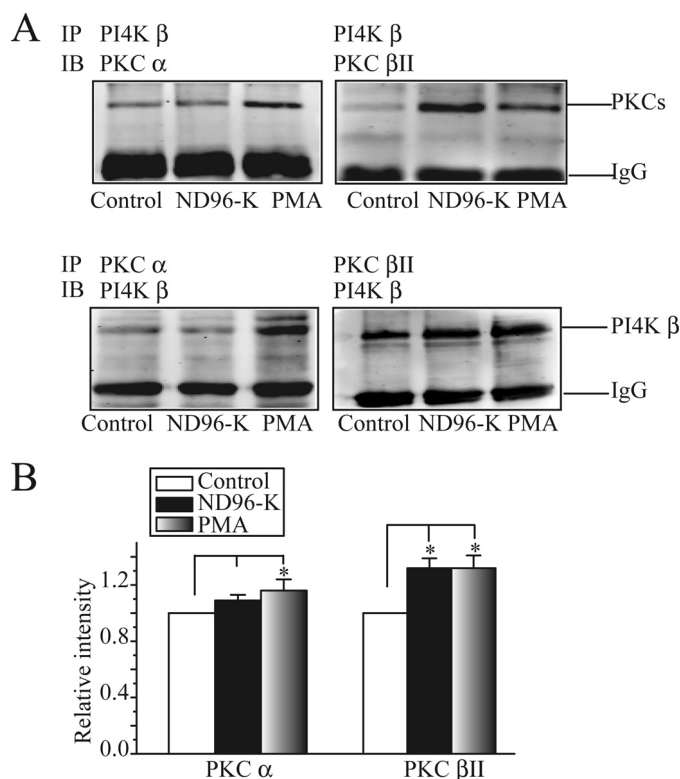 A
IP PI4K β PI4K β
IB PKC α PKC βII
PKCs
IgG
Control ND96-K PMA Control ND96-K PMA
IP PKC α PKC βII
IB PI4K β PI4K β
PI4K β
IgG
Control ND96-K PMA Control ND96-K PMA
B
Control
ND96-K
PMA
Relative intensity
1.2
0.8
0.4
0.0
*
* *
PKC α PKC βII